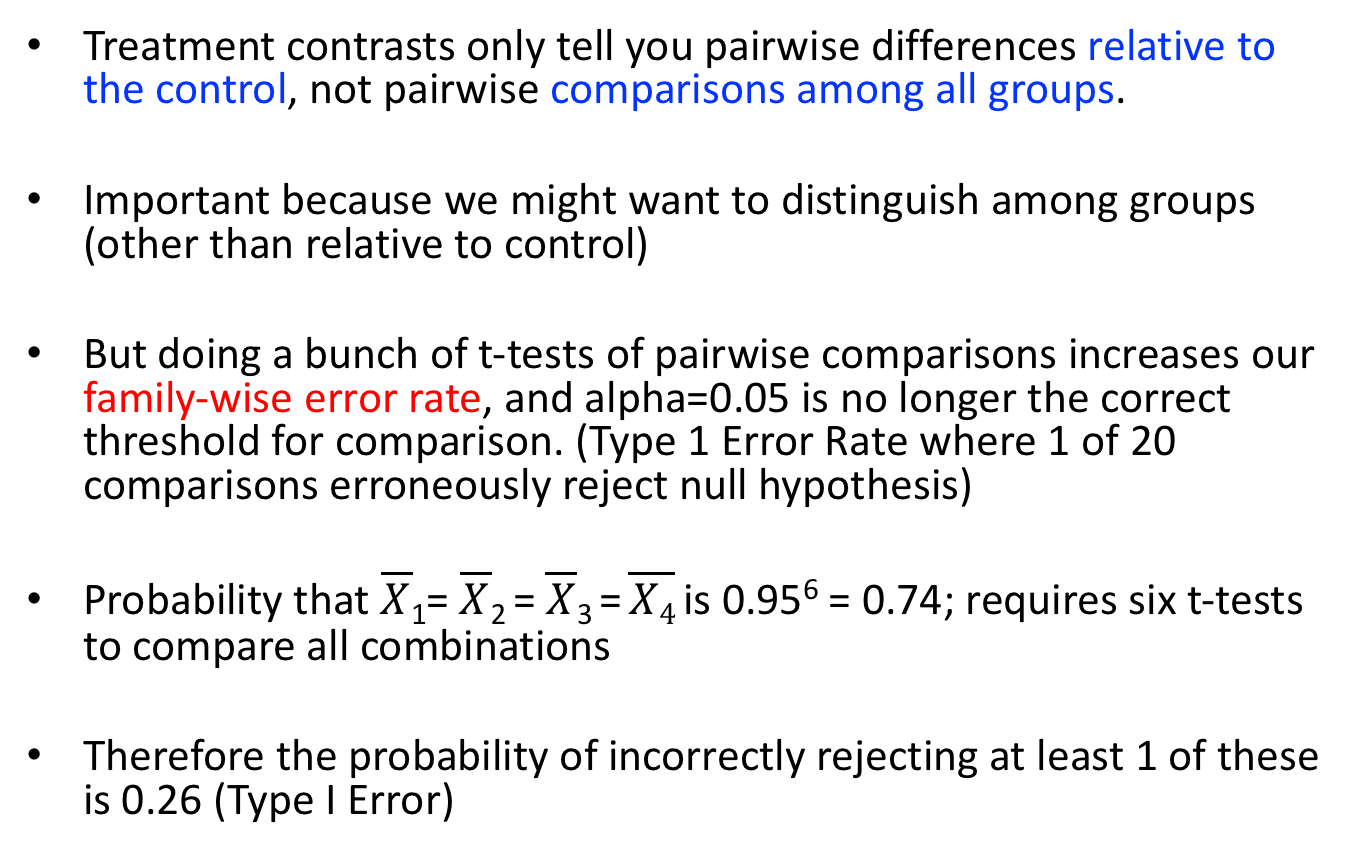 • Treatment contrasts only tell you pairwise differences relative to
the control, not pairwise comparisons among all groups.
• Important because we might want to distinguish among groups
(other than relative to control)
• But doing a bunch of t-tests of pairwise comparisons increases our
family-wise error rate, and alpha=0.05 is no longer the correct
threshold for comparison. (Type 1 Error Rate where 1 of 20
comparisons erroneously reject null hypothesis)
• Probability that X̅₁= X̅₂ = X̅₃ = X̅₄ is 0.95⁶ = 0.74; requires six t-tests
to compare all combinations
• Therefore the probability of incorrectly rejecting at least 1 of these
is 0.26 (Type I Error)